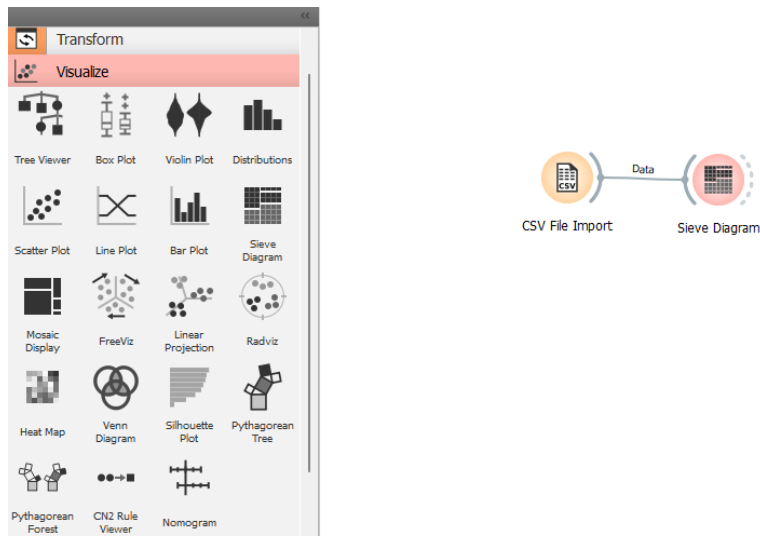 «
Transform
Visualize
Tree Viewer
Box Plot
Violin Plot
Distributions
Scatter Plot
Line Plot
Bar Plot
Sieve
Diagram
Mosaic
Display
FreeViz
Linear
Projection
Radviz
Heat Map
Venn
Diagram
Silhouette
Plot
Pythagorean
Tree
Pythagorean
Forest
CN2 Rule
Viewer
Nomogram
CSV
Data
CSV File Import
Sieve Diagram